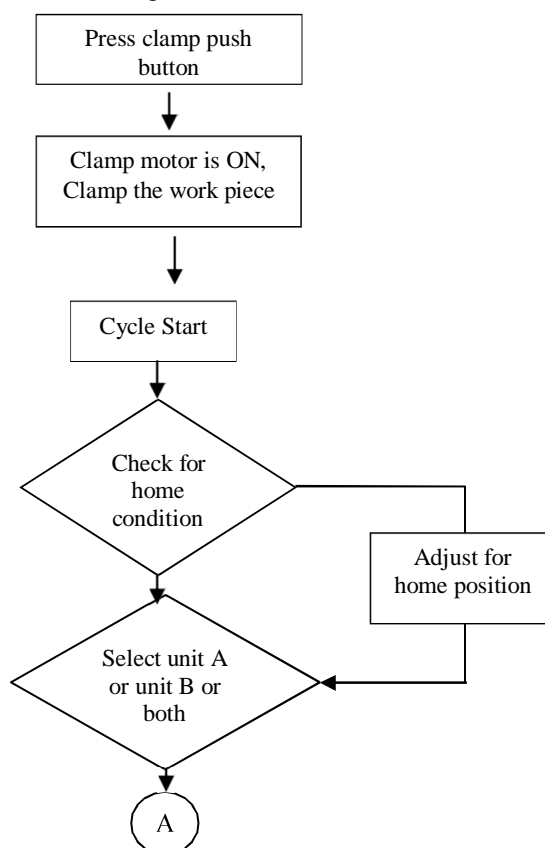 Press clamp push
button
Clamp motor is ON,
Clamp the work piece
Cycle Start
Check for
home
condition
Adjust for
home position
Select unit A
or unit B or
both
A